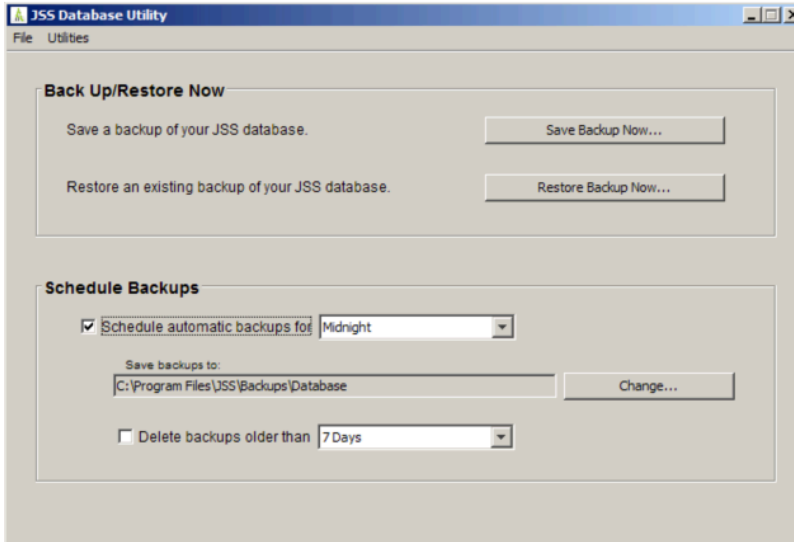 JSS Database Utility
File Utilities
Back Up/Restore Now
Save a backup of your JSS database. Save Backup Now...
Restore an existing backup of your JSS database. Restore Backup Now...
Schedule Backups
Schedule automatic backups for Midnight
Save backups to:
C:\Program Files\JSS\Backups\Database Change...
Delete backups older than 7 Days